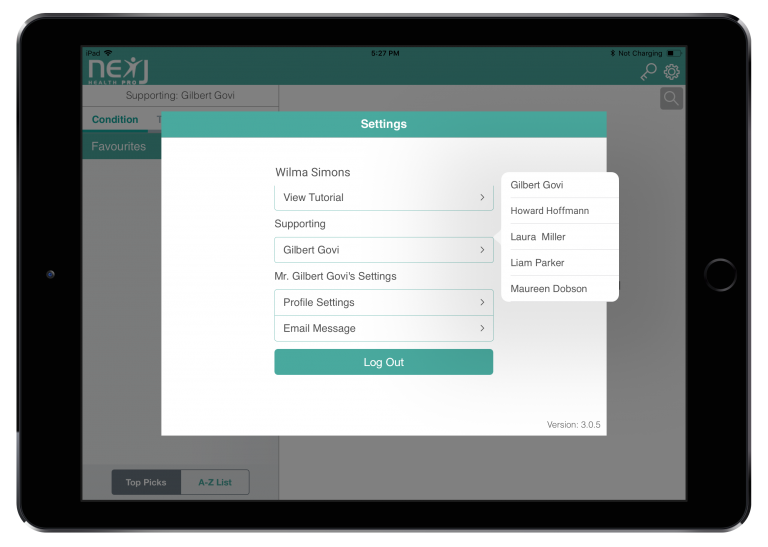 iPad
5:27 PM
Not Charging
NEXJ
HEALTH PRO
Supporting: Gilbert Govi
Condition
T
Favourites
Settings
Wilma Simons
View Tutorial
Supporting
Gilbert Govi
Mr. Gilbert Govi's Settings
Profile Settings
Email Message
Log Out
Gilbert Govi
Howard Hoffmann
Laura Miller
Liam Parker
Maureen Dobson
Version: 3.0.5
Top Picks
A-Z List